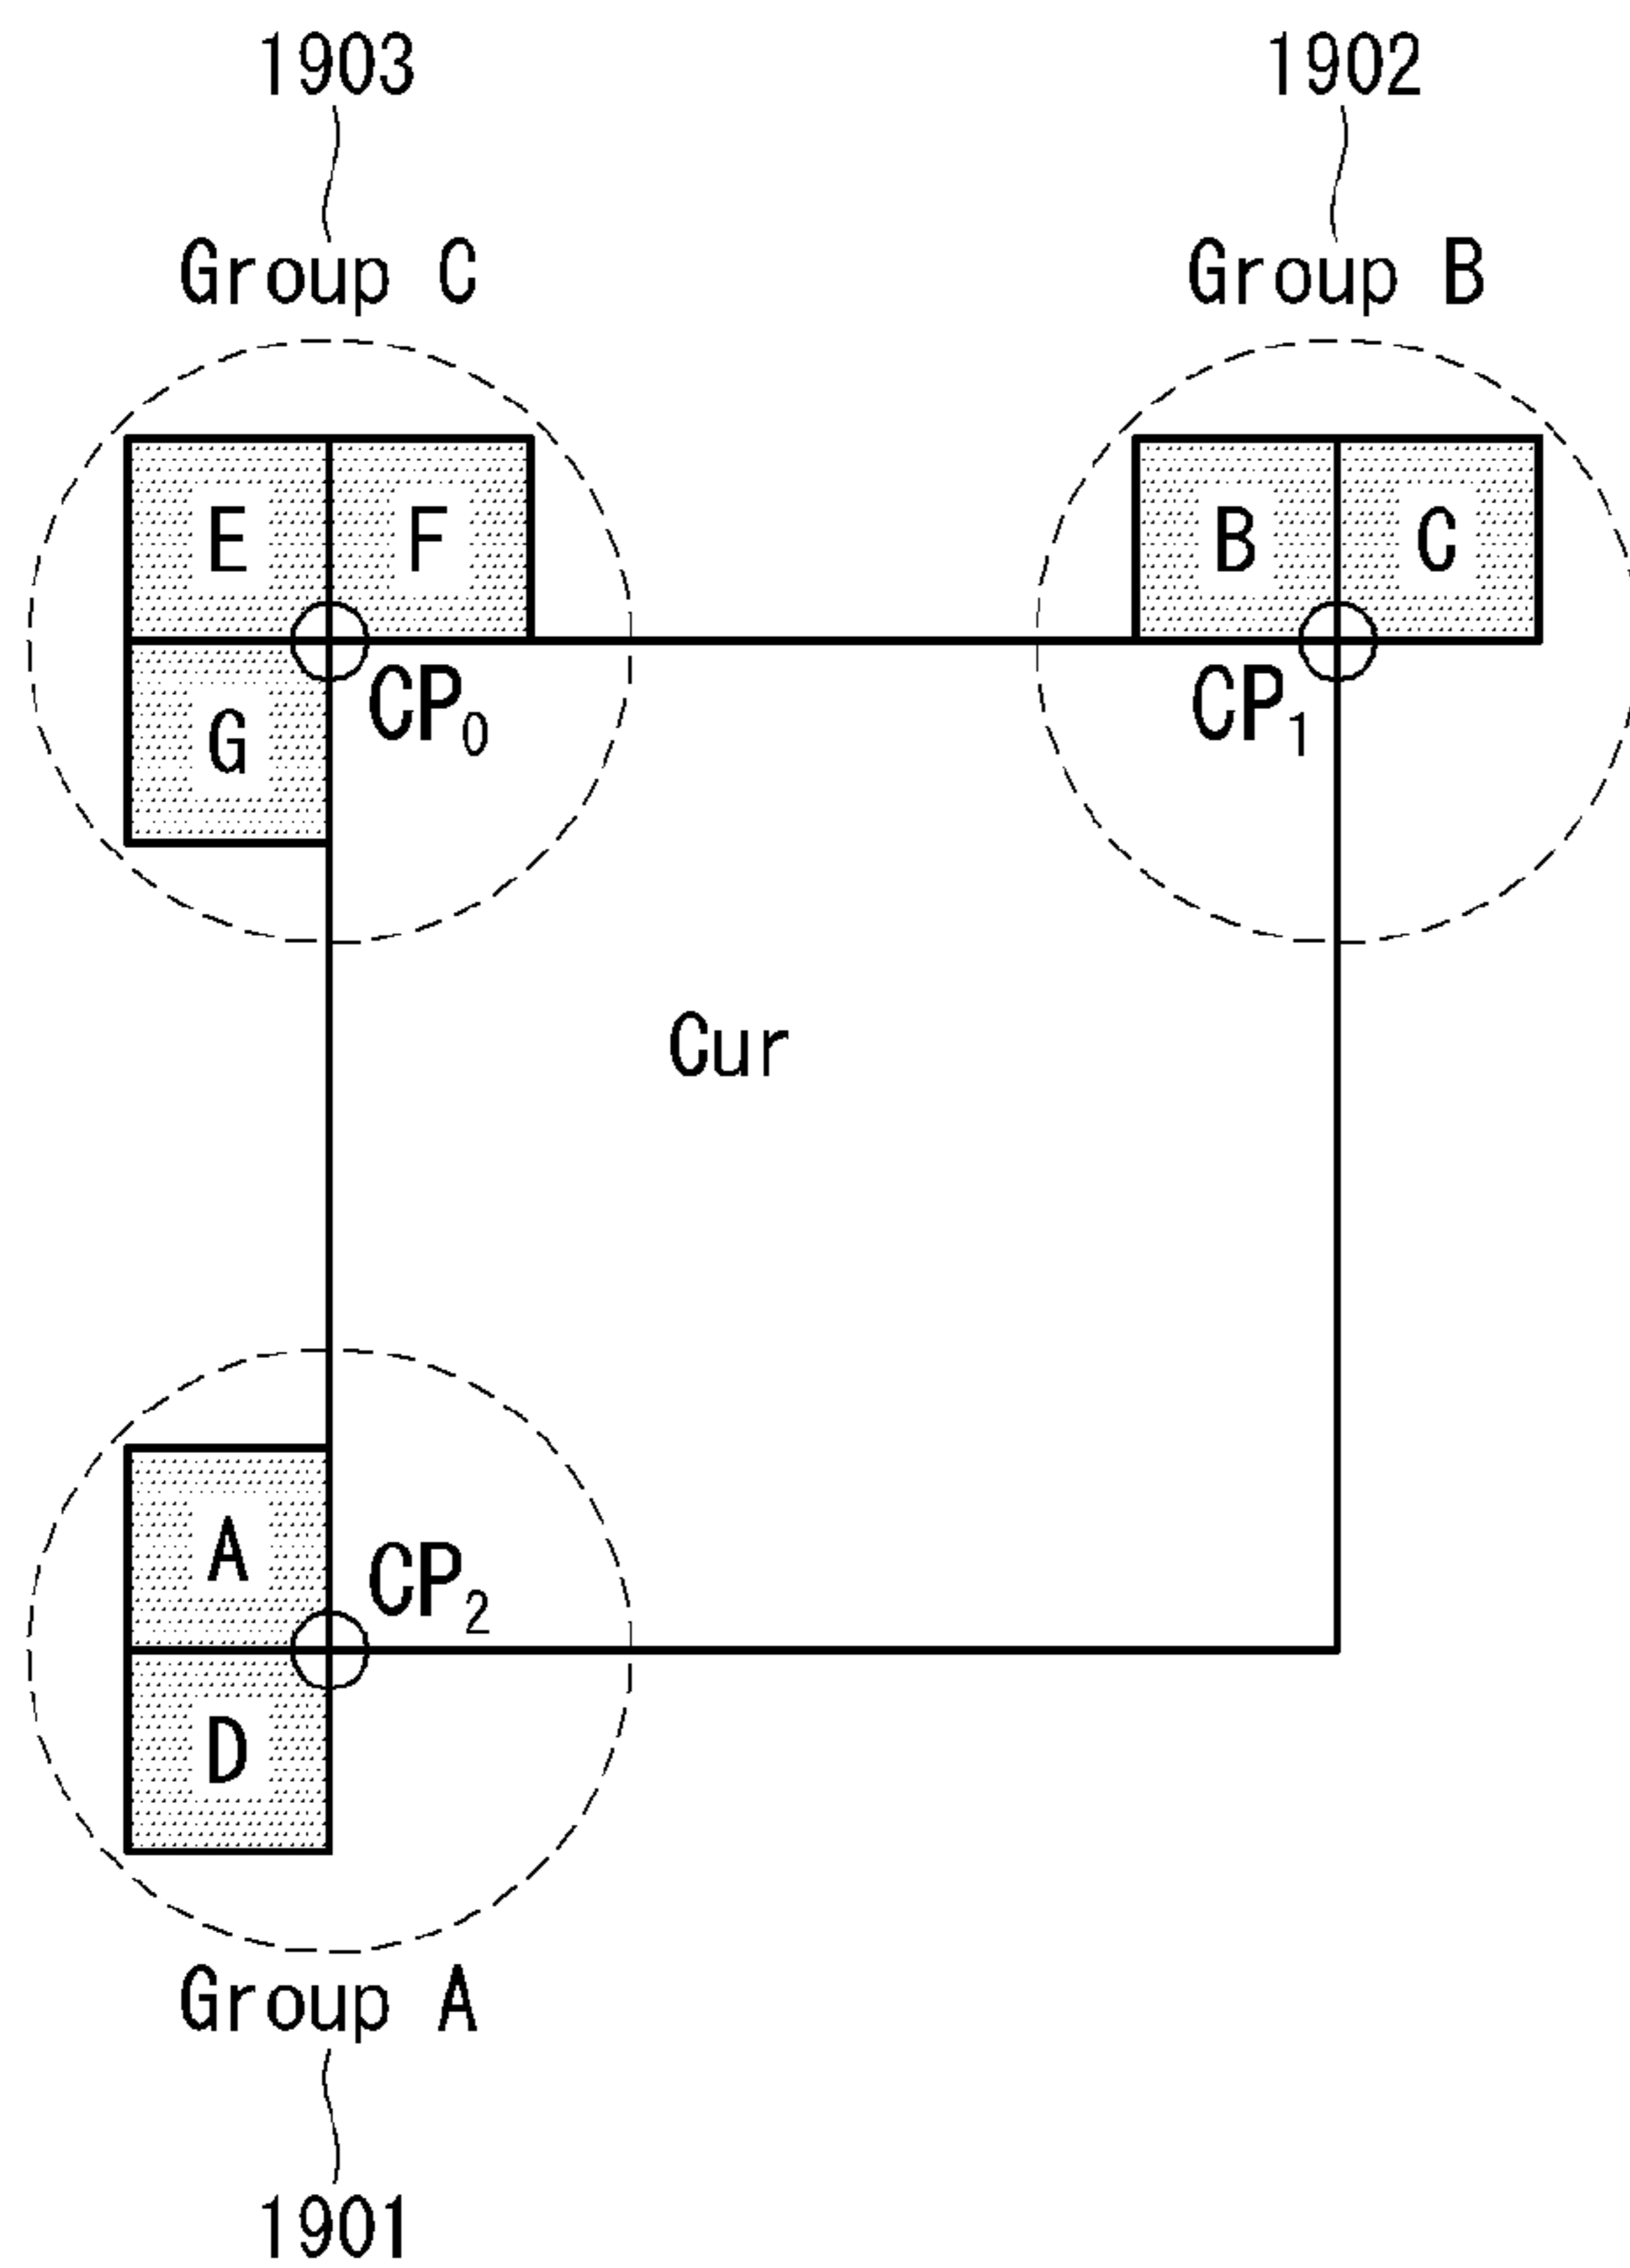 1903 1902
Group C Group B
E F B C
G CP₀ CP₁
Cur
A CP₂
D
Group A
1901